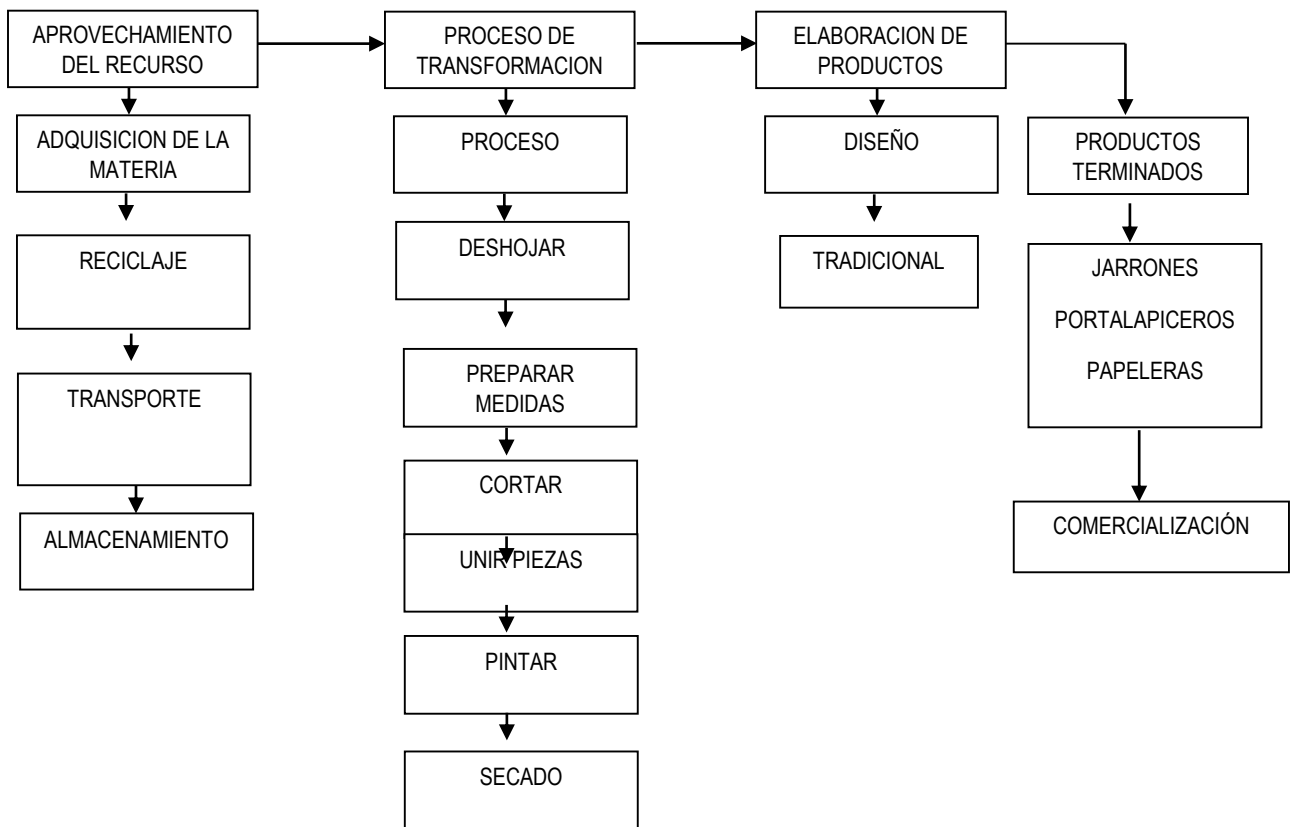 APROVECHAMIENTO
DEL RECURSO
ADQUISICION DE LA
MATERIA
RECICLAJE
TRANSPORTE
ALMACENAMIENTO
PROCESO DE
TRANSFORMACION
PROCESO
DESHOJAR
PREPARAR
MEDIDAS
CORTAR
UNIR PIEZAS
PINTAR
SECADO
ELABORACION DE
PRODUCTOS
DISEÑO
TRADICIONAL
PRODUCTOS
TERMINADOS
JARRONES
PORTALAPICEROS
PAPELERAS
COMERCIALIZACIÓN